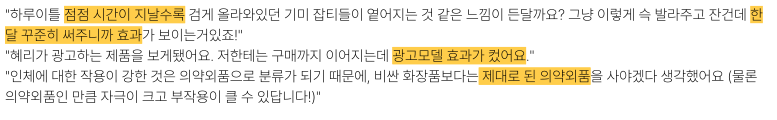 "하루이틀 점점 시간이 지날수록 검게 올라와있던 기미 잡티들이 옅어지는 것 같은 느낌이 든달까요? 그냥 이렇게 슥 발라주고 잔건데 한
달 꾸준히 써주니까 효과가 보이는거있죠!"
"혜리가 광고하는 제품을 보게됐어요. 저한테는 구매까지 이어지는데 광고모델 효과가 컸어요."
"인체에 대한 작용이 강한 것은 의약외품으로 분류가 되기 때문에, 비싼 화장품보다는 제대로 된 의약외품을 사야겠다 생각했어요 (물론
의약외품인 만큼 자극이 크고 부작용이 클 수 있답니다!)"